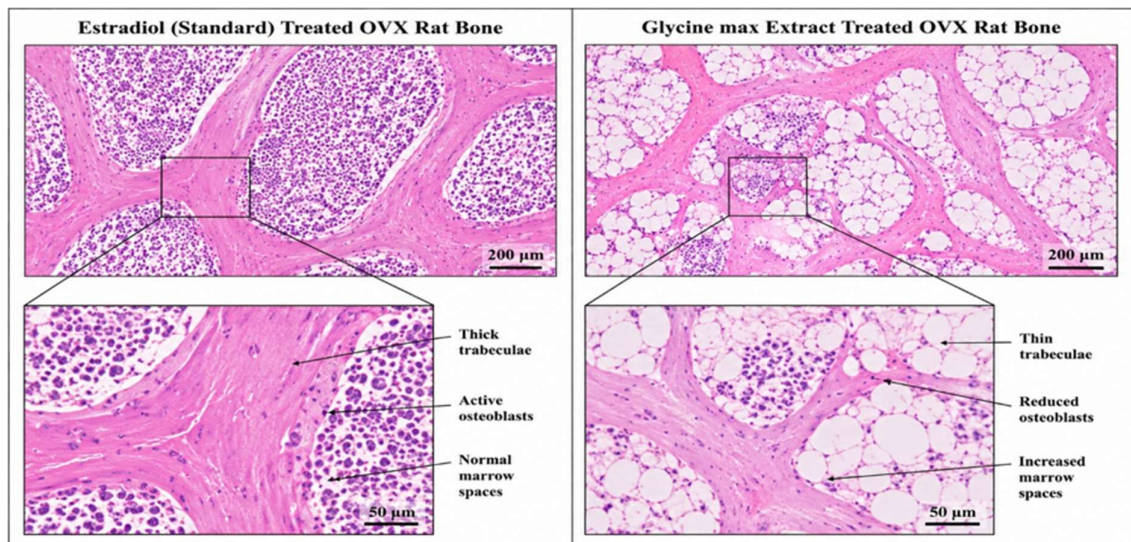 Estradiol (Standard) Treated OVX Rat Bone
200 μm
Thick
trabeculae
Active
osteoblasts
Normal
marrow
spaces
50 μm
Glycine max Extract Treated OVX Rat Bone
200 μm
Thin
trabeculae
Reduced
osteoblasts
Increased
marrow
spaces
50 μm